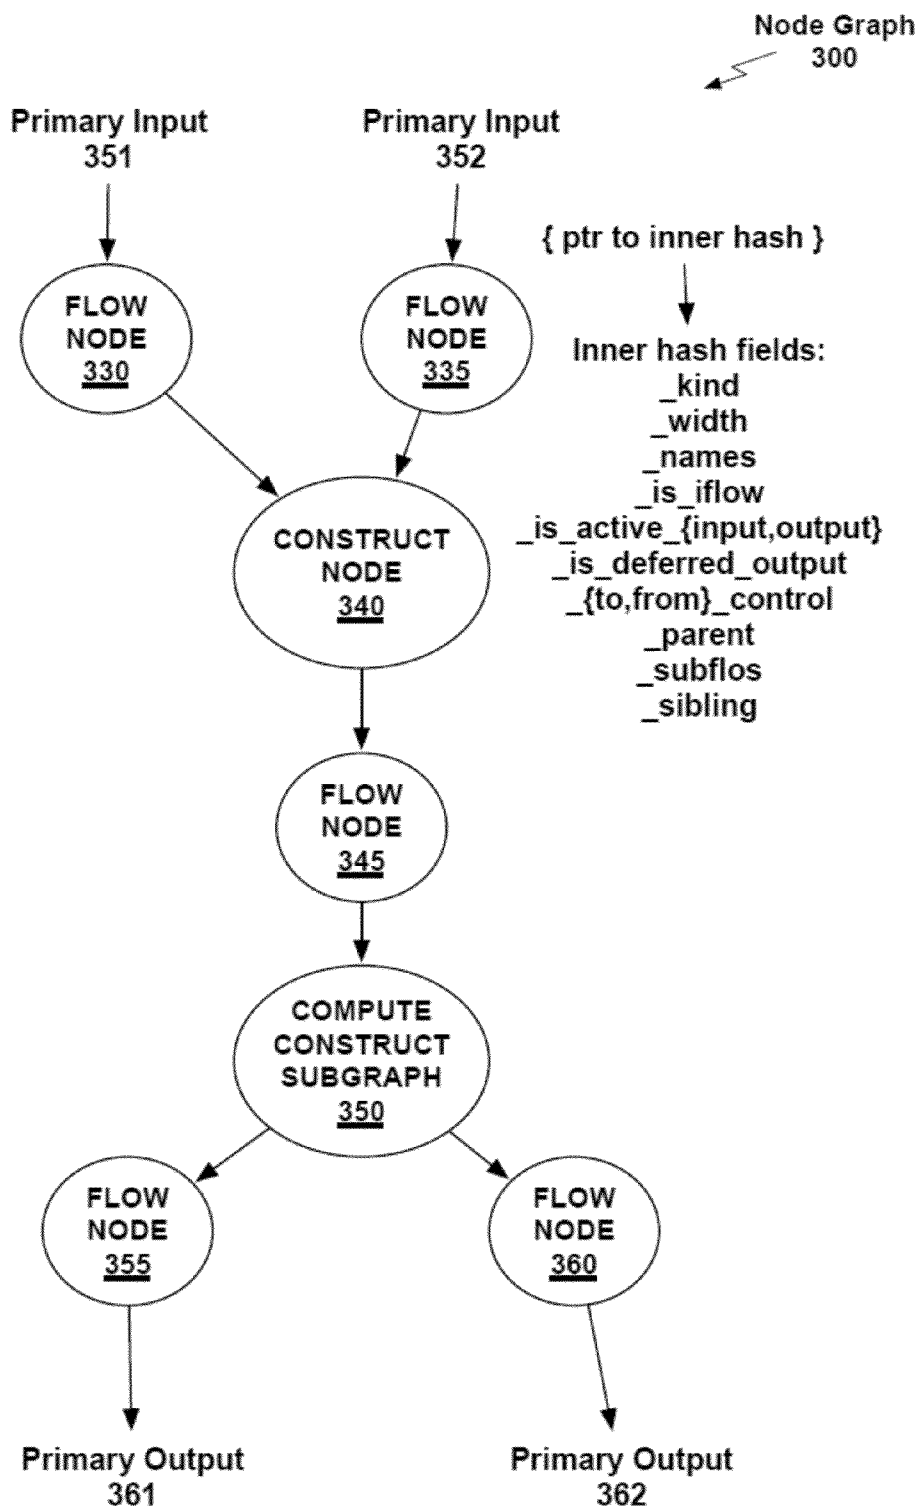 Node Graph
300
Primary Input
351
Primary Input
352
{ ptr to inner hash }
FLOW
NODE
330
FLOW
NODE
335
Inner hash fields:
_kind
_width
_names
_is_iflow
_is_active_{input,output}
_is_deferred_output
_{to,from}_control
_parent
_subflos
_sibling
CONSTRUCT
NODE
340
FLOW
NODE
345
COMPUTE
CONSTRUCT
SUBGRAPH
350
FLOW
NODE
355
FLOW
NODE
360
Primary Output
361
Primary Output
362